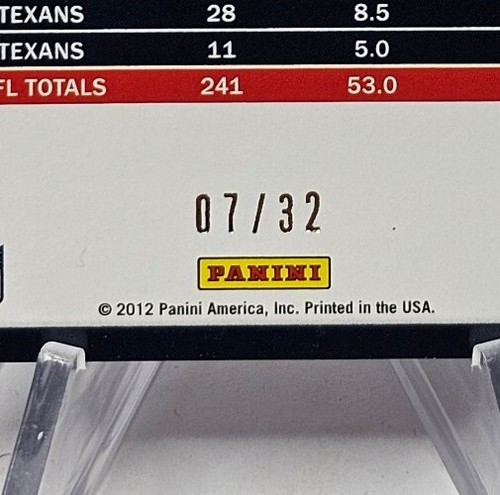 TEXANS 28 8.5
TEXANS 11 5.0
FL TOTALS 241 53.0
07/32
PANINI
© 2012 Panini America, Inc. Printed in the USA.